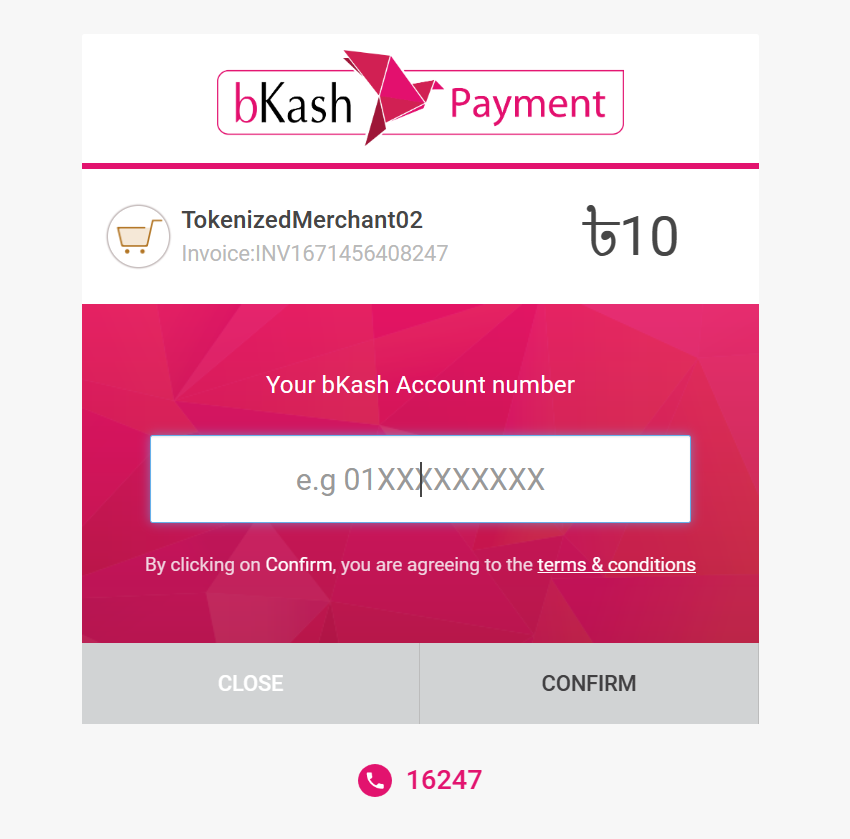 bKash Payment
TokenizedMerchant02
Invoice:INV1671456408247
৳10
Your bKash Account number
e.g 01XXXXXXXXX
By clicking on Confirm, you are agreeing to the terms & conditions
CLOSE
CONFIRM
16247